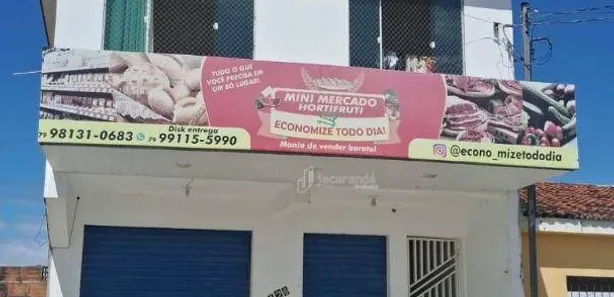 TUDO O QUE
VOCÊ PRECISA EM
UM SÓ LUGAR!
MINI MERCADO
HORTIFRUTI
ECONOMIZE TODO DIA!
Mania de vender barato!
Disk entrega
79 98131-0683 79 99115-5990
@econo_mizetododia
Jacarandá